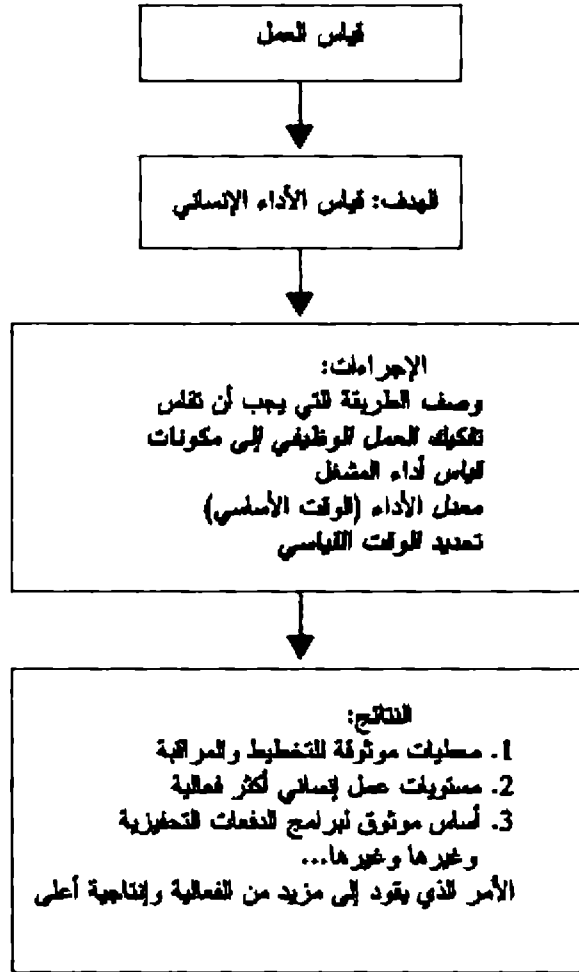 قياس العمل
الهدف: قياس الأداء الإنساني
الإجراءات:
وصف الطريقة التي يجب أن تقاس
تفكيك العمل الوظيفي إلى مكونات
قياس أداء المشغل
معدل الأداء (الوقت الأساسي)
تحديد الوقت القياسي
النتائج:
1. معطيات موثوقة للتخطيط والمراقبة
2. مستويات عمل إنساني أكثر فعالية
3. أساس موثوق لبرامج الدفعات التحفيزية
وغيرها وغيرها...
الأمر الذي يقود إلى مزيد من الفعالية وإنتاجية أعلى